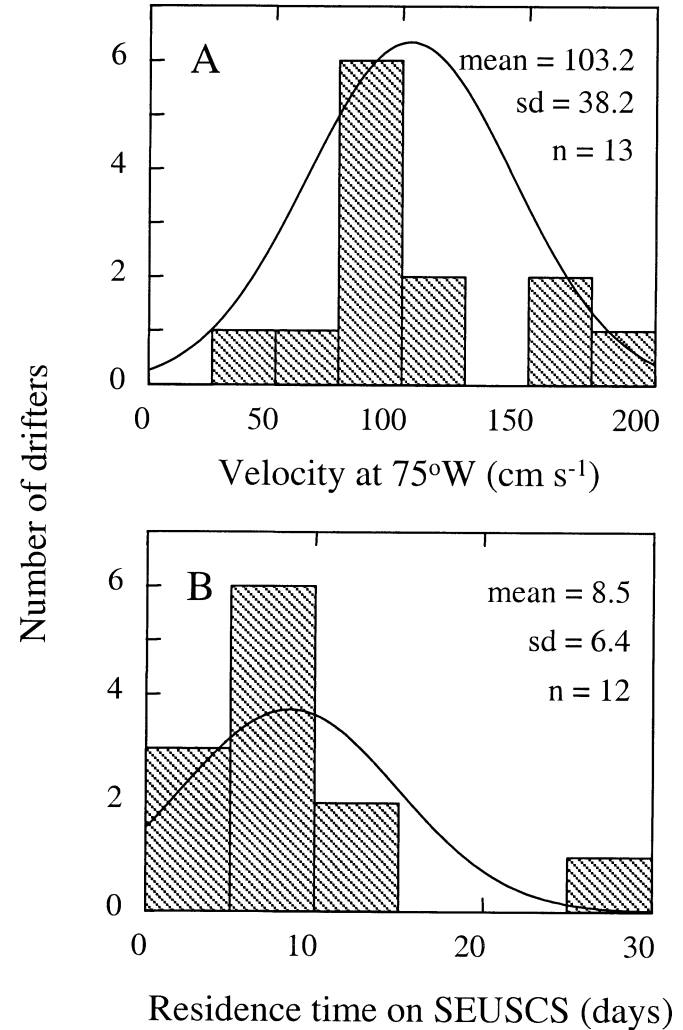 6
A
mean = 103.2
sd = 38.2
4
n = 13
2
0
0 50 100 150 200
Velocity at 75°W (cm s⁻¹)
Number of drifters
6
B
mean = 8.5
sd = 6.4
4
n = 12
2
0
0 10 20 30
Residence time on SEUSCS (days)